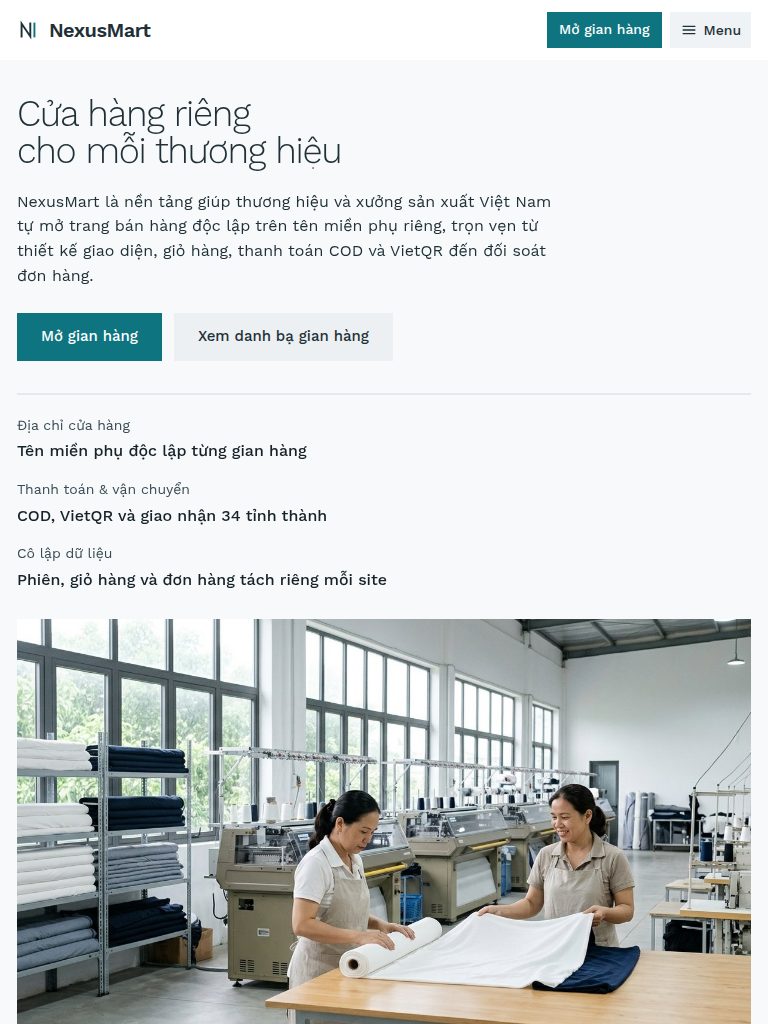 NexusMart
Mở gian hàng
Menu
Cửa hàng riêng
cho mỗi thương hiệu
NexusMart là nền tảng giúp thương hiệu và xưởng sản xuất Việt Nam
tự mở trang bán hàng độc lập trên tên miền phụ riêng, trọn vẹn từ
thiết kế giao diện, giỏ hàng, thanh toán COD và VietQR đến đối soát
đơn hàng.
Mở gian hàng
Xem danh bạ gian hàng
Địa chỉ cửa hàng
Tên miền phụ độc lập từng gian hàng
Thanh toán & vận chuyển
COD, VietQR và giao nhận 34 tỉnh thành
Cô lập dữ liệu
Phiên, giỏ hàng và đơn hàng tách riêng mỗi site